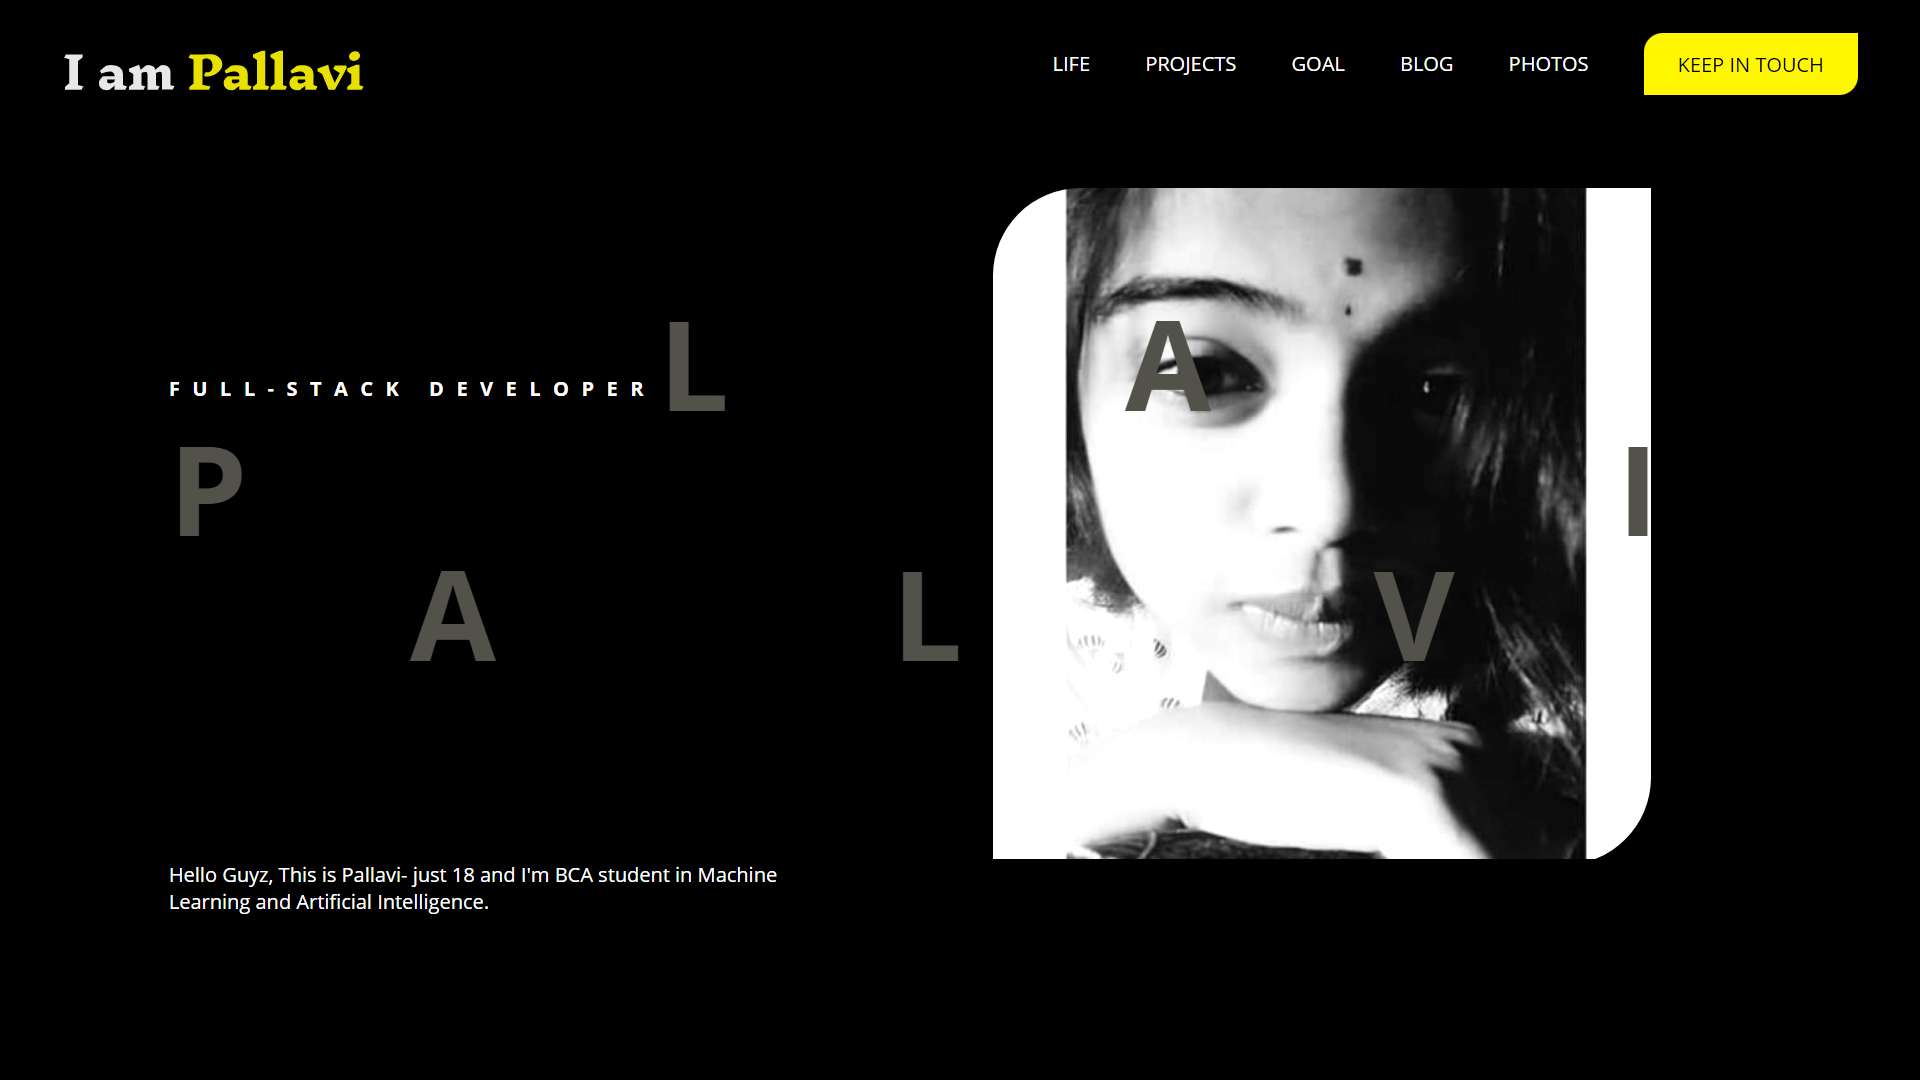 I am Pallavi
LIFE
PROJECTS
GOAL
BLOG
PHOTOS
KEEP IN TOUCH
FULL-STACK DEVELOPER
P A L L A V I
Hello Guyz, This is Pallavi- just 18 and I'm BCA student in Machine
Learning and Artificial Intelligence.